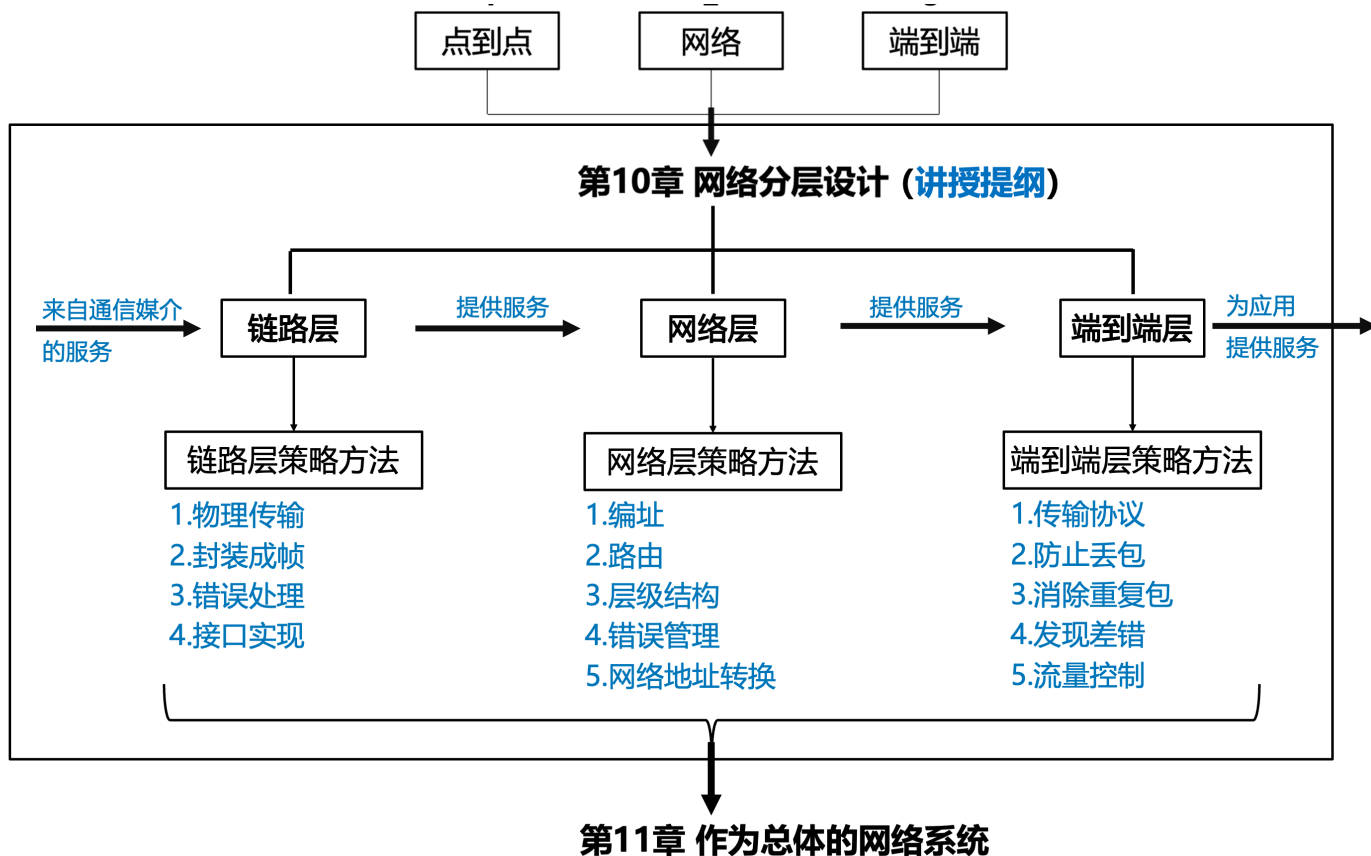 点到点
网络
端到端
第10章 网络分层设计（讲授提纲）
来自通信媒介
的服务
链路层
提供服务
网络层
提供服务
端到端层
为应用
提供服务
链路层策略方法
1.物理传输
2.封装成帧
3.错误处理
4.接口实现
网络层策略方法
1.编址
2.路由
3.层级结构
4.错误管理
5.网络地址转换
端到端层策略方法
1.传输协议
2.防止丢包
3.消除重复包
4.发现差错
5.流量控制
第11章 作为总体的网络系统